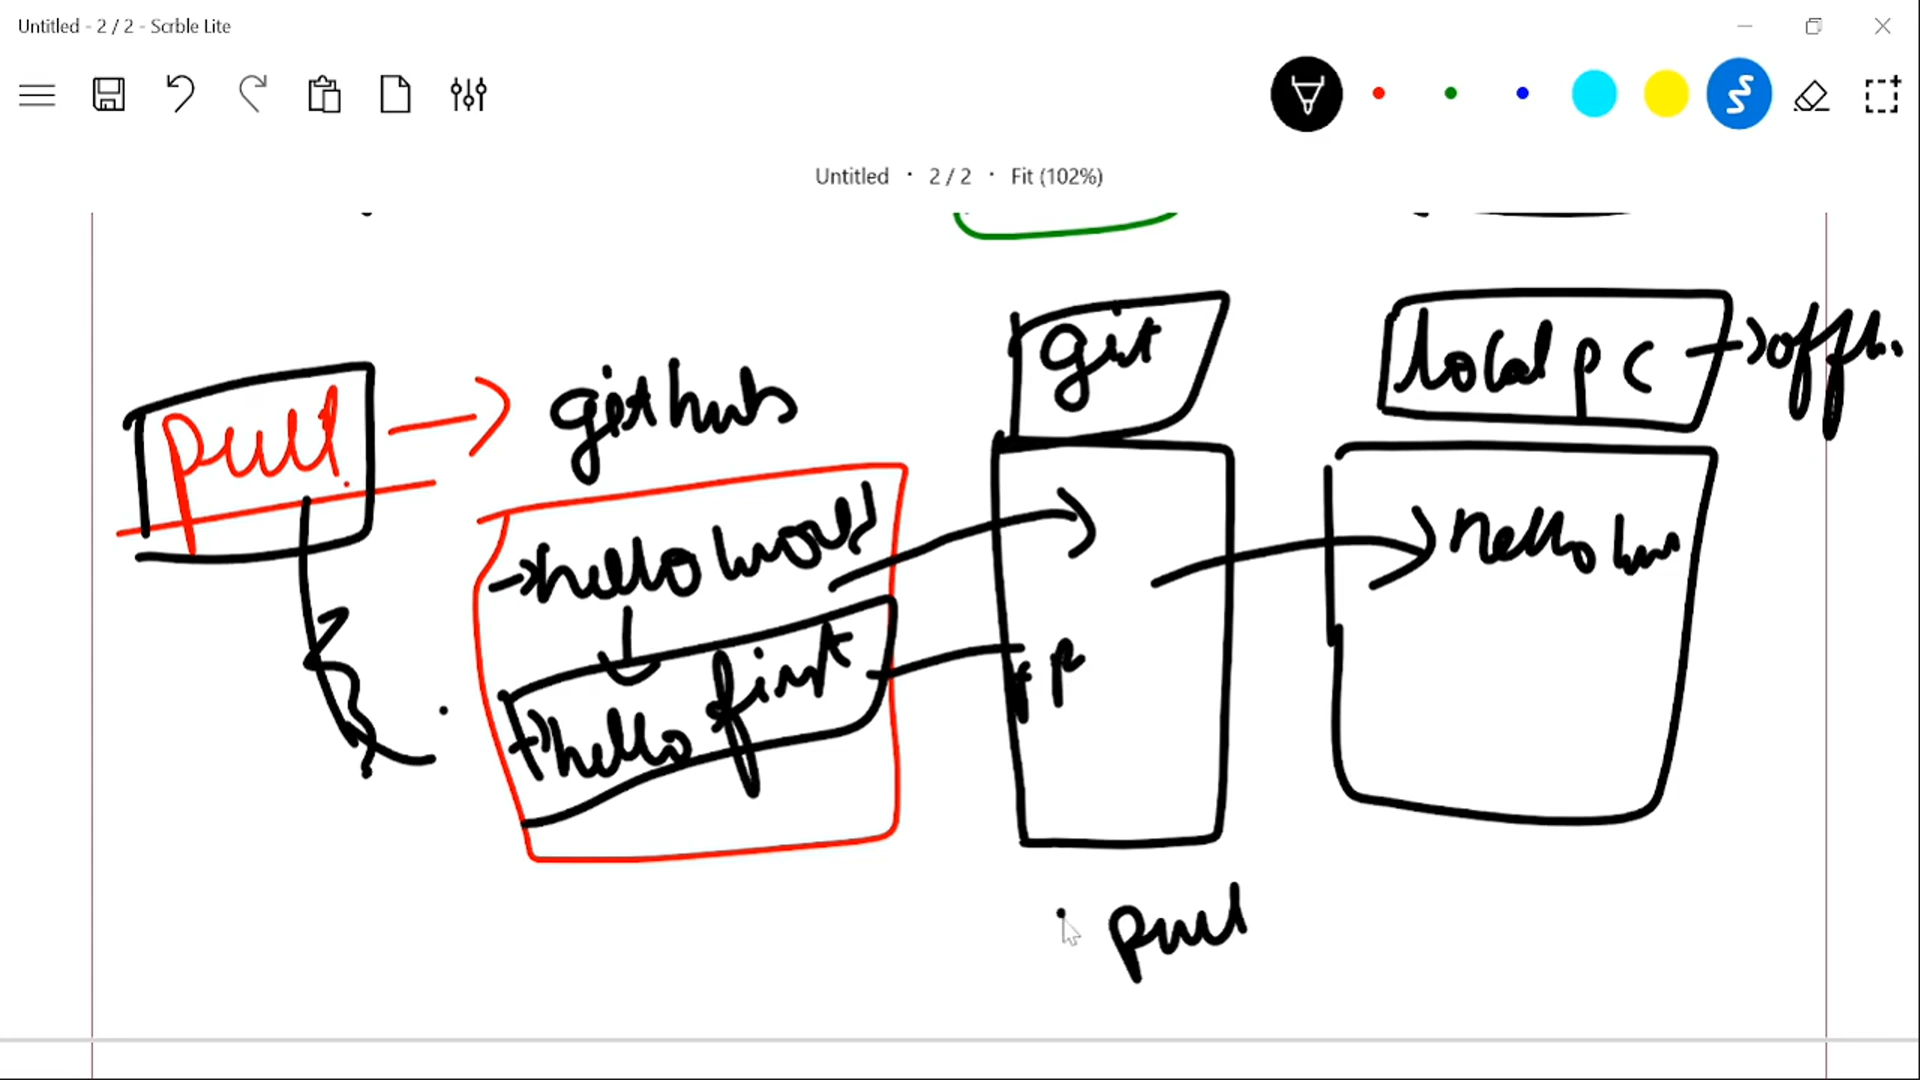 Untitled - 2 / 2 - Scrble Lite
Untitled • 2 / 2 • Fit (102%)
git
local pc → offl.
pull → github
→ hello world
hello
→ hello first
p
pull